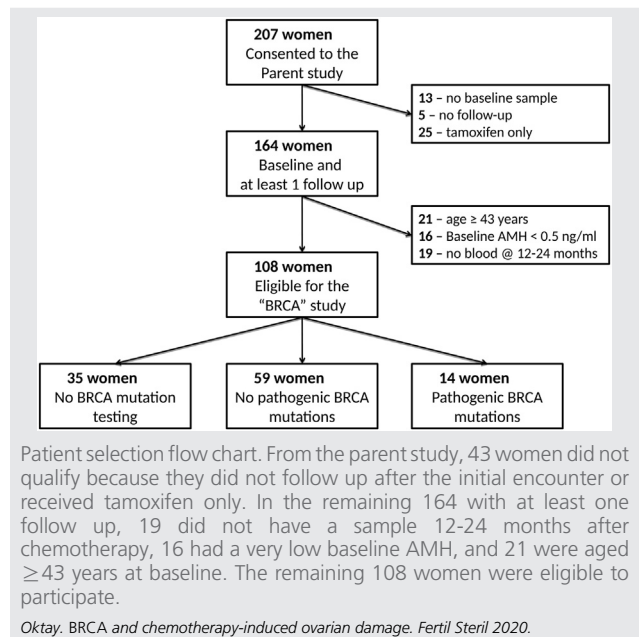 207 women
Consented to the
Parent study
13 – no baseline sample
5 – no follow-up
25 – tamoxifen only
164 women
Baseline and
at least 1 follow up
21 – age ≥ 43 years
16 – Baseline AMH < 0.5 ng/ml
19 – no blood @ 12-24 months
108 women
Eligible for the
“BRCA” study
35 women
No BRCA mutation
testing
59 women
No pathogenic BRCA
mutations
14 women
Pathogenic BRCA
mutations
Patient selection flow chart. From the parent study, 43 women did not
qualify because they did not follow up after the initial encounter or
received tamoxifen only. In the remaining 164 with at least one
follow up, 19 did not have a sample 12-24 months after
chemotherapy, 16 had a very low baseline AMH, and 21 were aged
≥43 years at baseline. The remaining 108 women were eligible to
participate.
Oktay. BRCA and chemotherapy-induced ovarian damage. Fertil Steril 2020.